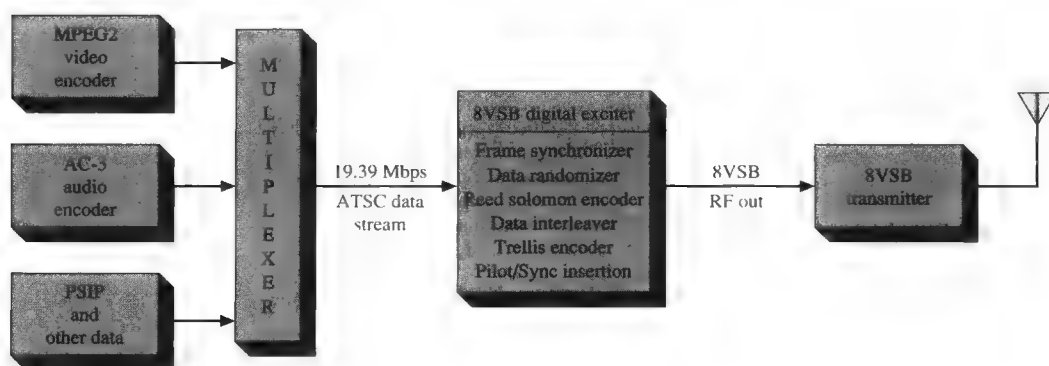 MPEG2
video
encoder
AC-3
audio
encoder
PSIP
and
other data
MULTIPLEXER
19.39 Mbps
ATSC data
stream
8VSB digital exciter
Frame synchronizer
Data randomizer
Reed solomon encoder
Data interleaver
Trellis encoder
Pilot/Sync insertion
8VSB
RF out
8VSB
transmitter